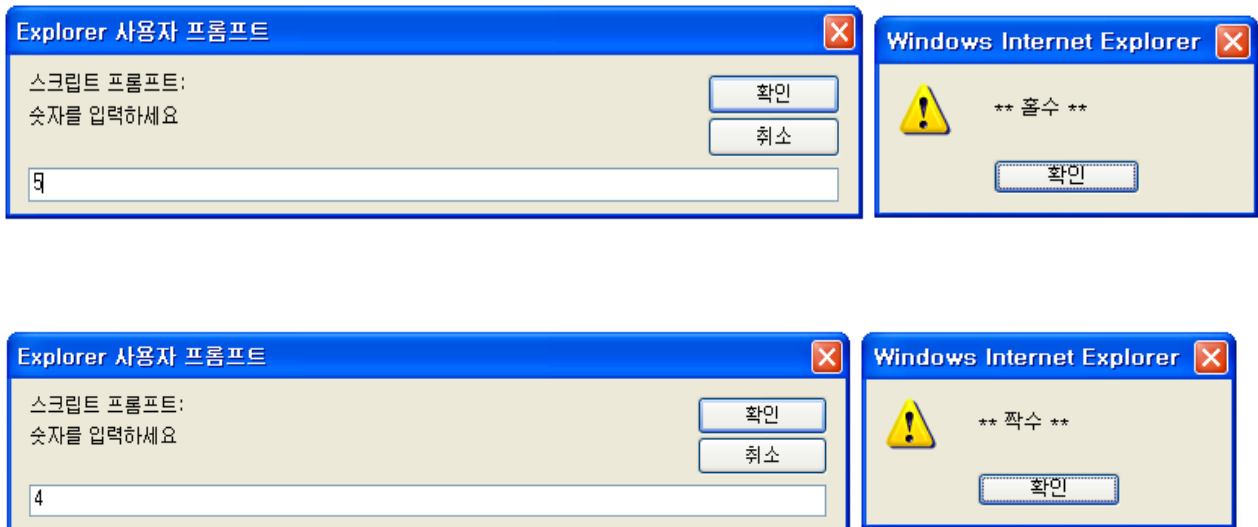 Explorer 사용자 프롬프트
스크립트 프롬프트:
숫자를 입력하세요
확인
취소
5
Windows Internet Explorer
** 홀수 **
확인
Explorer 사용자 프롬프트
스크립트 프롬프트:
숫자를 입력하세요
확인
취소
4
Windows Internet Explorer
** 짝수 **
확인